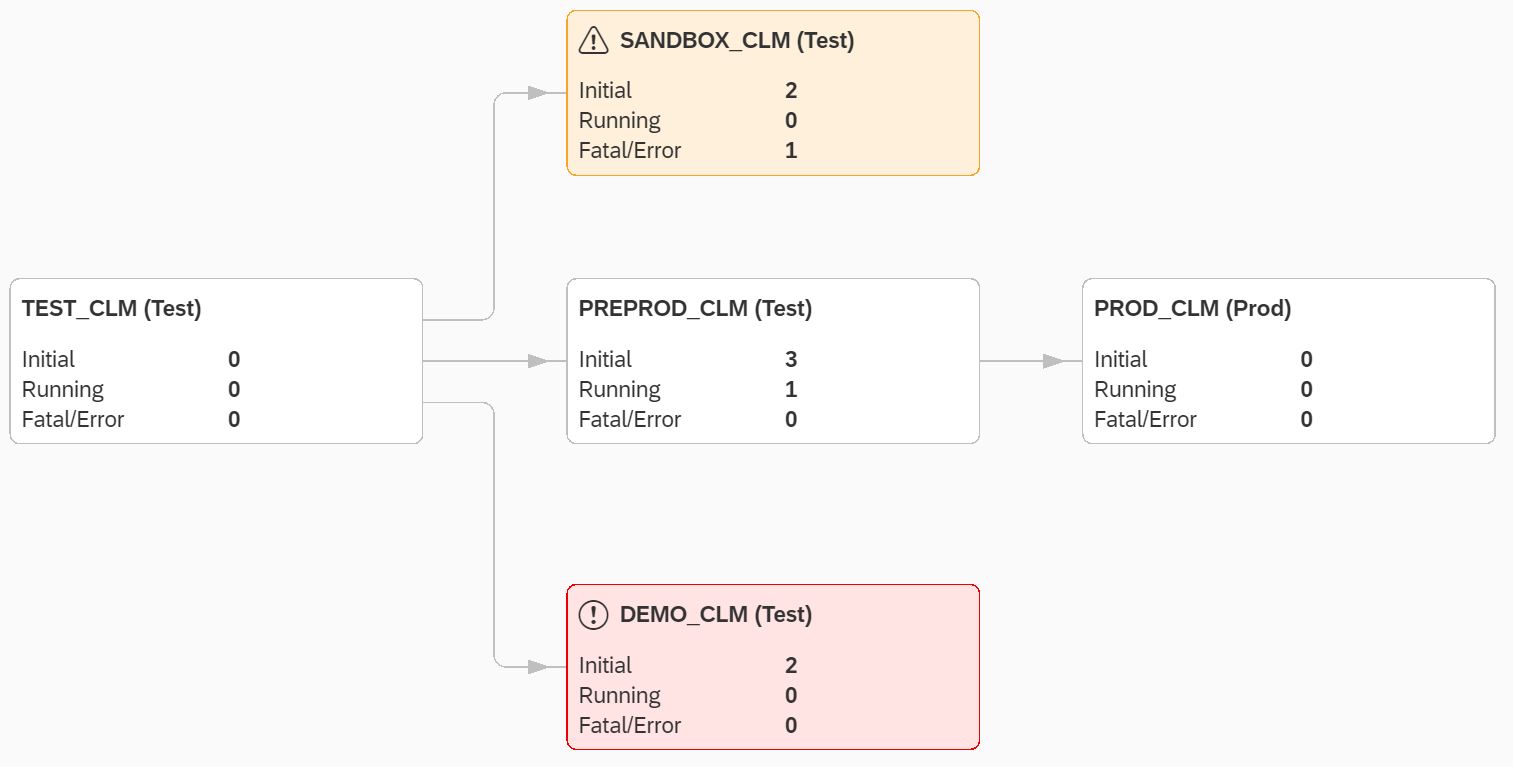 SANDBOX_CLM (Test)
Initial 2
Running 0
Fatal/Error 1
TEST_CLM (Test)
Initial 0
Running 0
Fatal/Error 0
PREPROD_CLM (Test)
Initial 3
Running 1
Fatal/Error 0
PROD_CLM (Prod)
Initial 0
Running 0
Fatal/Error 0
DEMO_CLM (Test)
Initial 2
Running 0
Fatal/Error 0